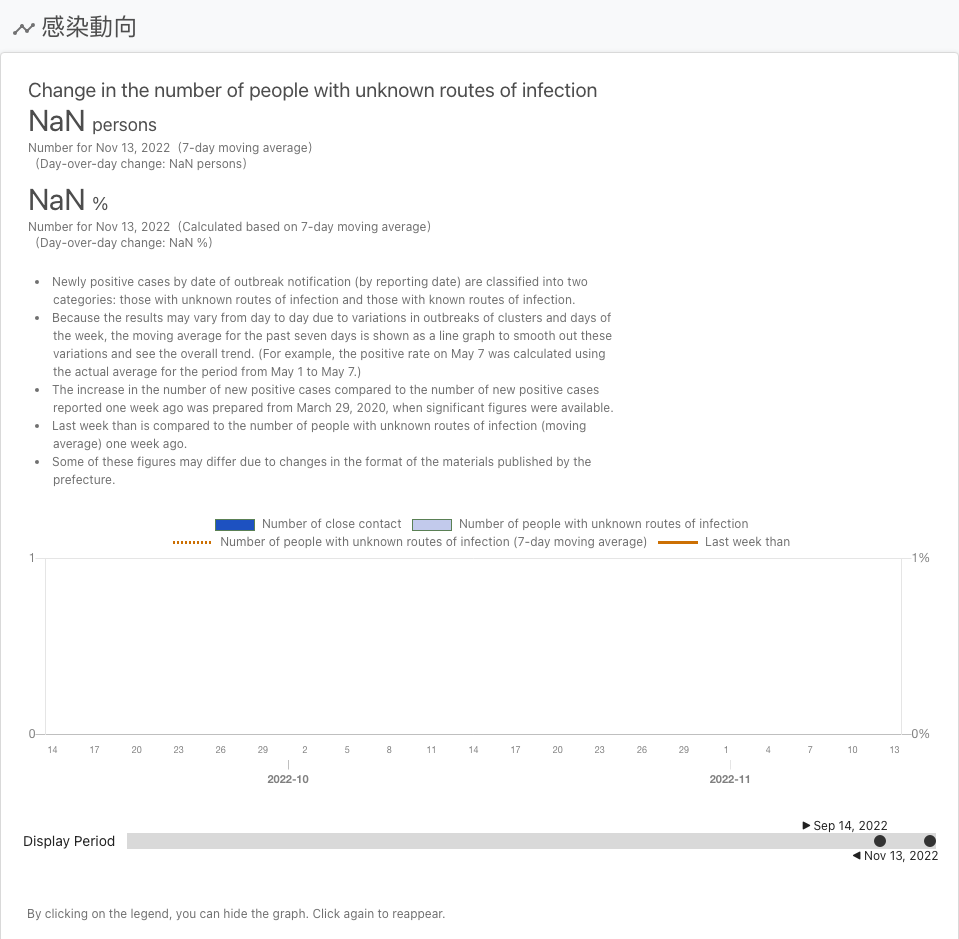 感染動向
Change in the number of people with unknown routes of infection
NaN persons
Number for Nov 13, 2022 (7-day moving average)
(Day-over-day change: NaN persons)
NaN %
Number for Nov 13, 2022 (Calculated based on 7-day moving average)
(Day-over-day change: NaN %)
• Newly positive cases by date of outbreak notification (by reporting date) are classified into two
categories: those with unknown routes of infection and those with known routes of infection.
• Because the results may vary from day to day due to variations in outbreaks of clusters and days of
the week, the moving average for the past seven days is shown as a line graph to smooth out these
variations and see the overall trend. (For example, the positive rate on May 7 was calculated using
the actual average for the period from May 1 to May 7.)
• The increase in the number of new positive cases compared to the number of new positive cases
reported one week ago was prepared from March 29, 2020, when significant figures were available.
• Last week than is compared to the number of people with unknown routes of infection (moving
average) one week ago.
• Some of these figures may differ due to changes in the format of the materials published by the
prefecture.
Number of close contact Number of people with unknown routes of infection
Number of people with unknown routes of infection (7-day moving average) Last week than
1 1%
0 0%
14 17 20 23 26 29 2 5 8 11 14 17 20 23 26 29 1 4 7 10 13
2022-10 2022-11
▶ Sep 14, 2022
Display Period
◀ Nov 13, 2022
By clicking on the legend, you can hide the graph. Click again to reappear.